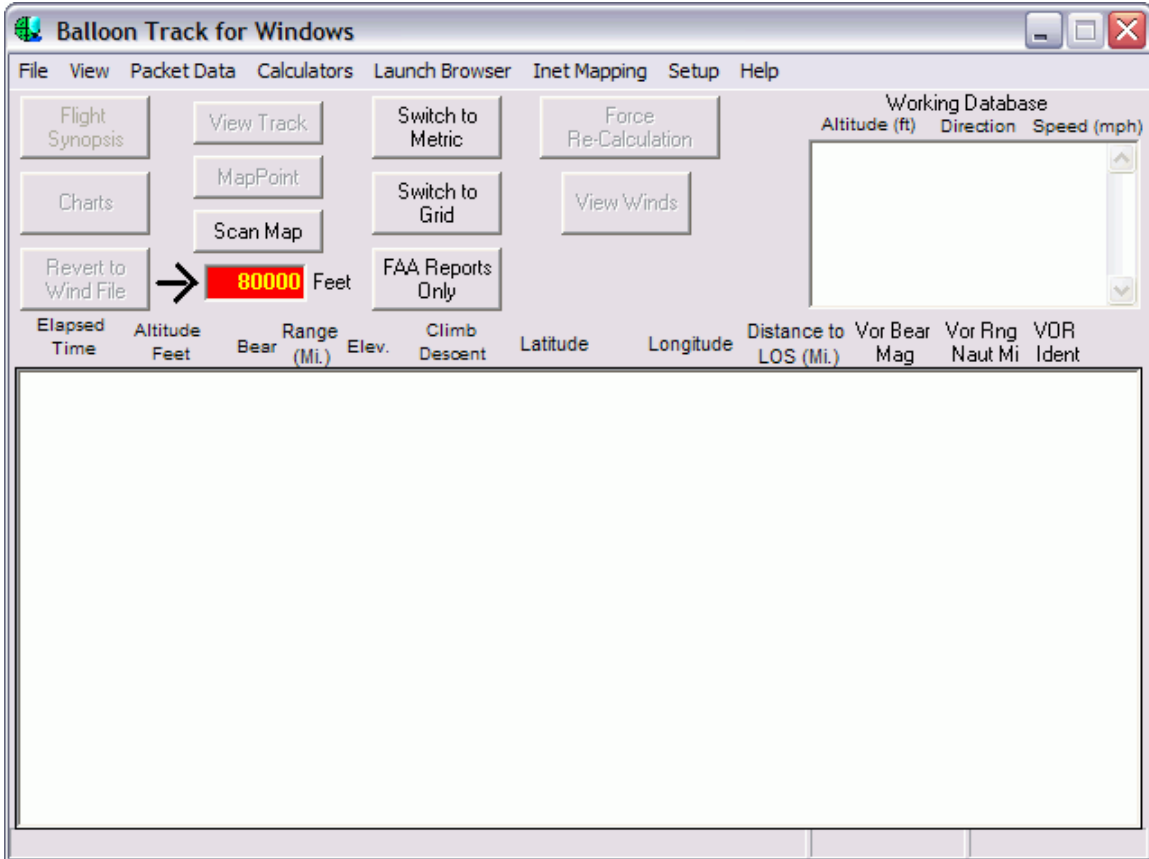 Balloon Track for Windows
File View Packet Data Calculators Launch Browser Inet Mapping Setup Help
Flight
Synopsis
View Track
Switch to
Metric
Force
Re-Calculation
Working Database
Altitude (ft) Direction Speed (mph)
Charts
MapPoint
Scan Map
Switch to
Grid
View Winds
Revert to
Wind File
80000 Feet
FAA Reports
Only
Elapsed
Time
Altitude
Feet
Bear
Range
(Mi.)
Elev.
Climb
Descent
Latitude
Longitude
Distance to
LOS (Mi.)
Vor Bear
Mag
Vor Rng
Naut Mi
VOR
Ident